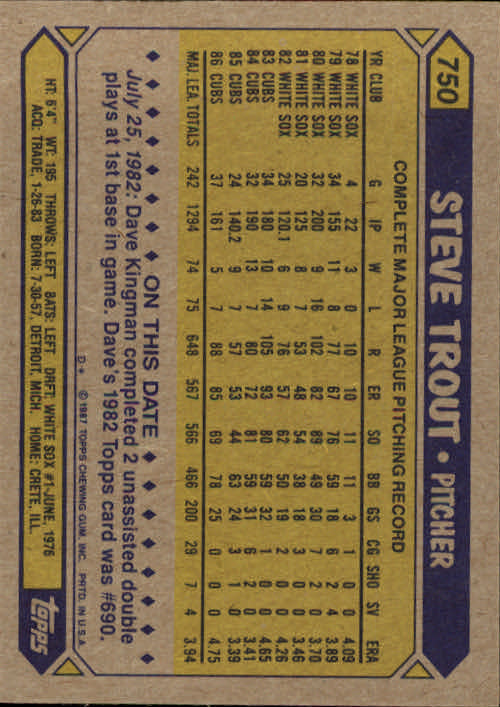 750 STEVE TROUT • PITCHER
COMPLETE MAJOR LEAGUE PITCHING RECORD
YR CLUB G IP W L R ER SO BB GS CG SHO SV ERA
78 WHITE SOX 4 22 3 0 10 10 11 11 3 1 0 0 4.09
79 WHITE SOX 34 155 11 8 77 67 76 59 18 6 2 4 3.89
80 WHITE SOX 32 200 9 16 102 82 89 49 30 7 2 0 3.70
81 WHITE SOX 20 125 8 7 53 48 54 38 18 3 0 0 3.46
82 WHITE SOX 25 120.1 6 9 76 57 62 50 19 2 0 0 4.26
83 CUBS 34 180 10 14 105 93 80 59 32 1 0 0 4.65
84 CUBS 32 190 13 7 80 72 81 59 31 6 2 0 3.41
85 CUBS 24 140.2 9 7 57 53 44 63 24 3 1 0 3.39
86 CUBS 37 161 5 7 88 85 69 78 25 0 0 0 4.75
MAJ. LEA. TOTALS 242 1294 74 75 648 567 566 466 200 29 7 4 3.94
♦ ♦ ♦ ♦ ♦ ♦ ♦ ♦ ON THIS DATE ♦ ♦ ♦ ♦ ♦ ♦ ♦ ♦
July 25, 1982: Dave Kingman completed 2 unassisted double
plays at 1st base in game. Dave's 1982 Topps card was #690.
D* © 1987 TOPPS CHEWING GUM, INC. PRTD. IN U.S.A.
HT: 6'4" WT: 195 THROWS: LEFT BATS: LEFT DRFT: WHITE SOX #1-JUNE, 1976
ACQ: TRADE, 1-26-83 BORN: 7-30-57, DETROIT, MICH. HOME: CRETE, ILL.
topps